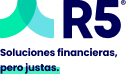 R5®
Soluciones financieras,
pero justas.